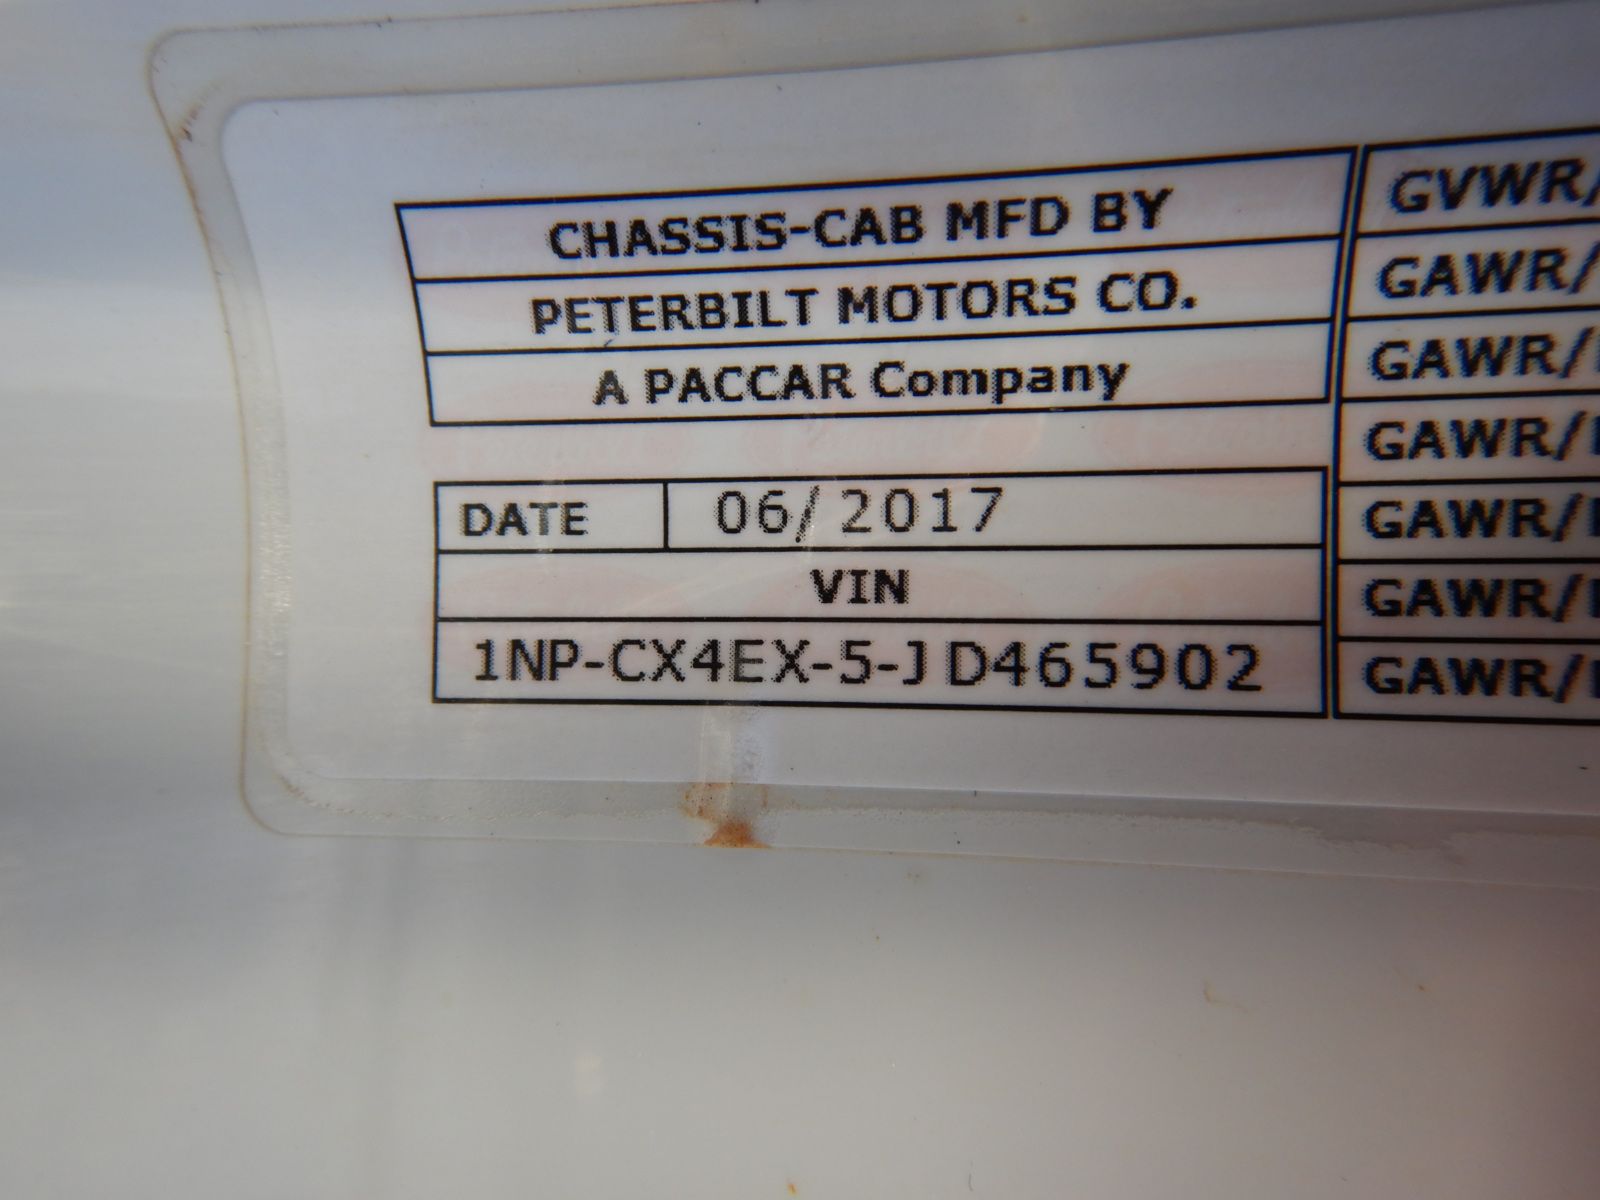 CHASSIS-CAB MFD BY
PETERBILT MOTORS CO.
A PACCAR Company
DATE 06/2017
VIN
1NP-CX4EX-5-JD465902
GVWR/
GAWR/
GAWR/
GAWR/
GAWR/
GAWR/
GAWR/